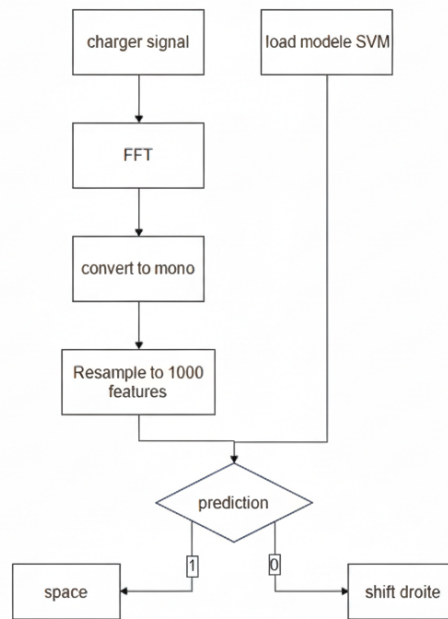 charger signal
load modele SVM
FFT
convert to mono
Resample to 1000
features
prediction
1
0
space
shift droite